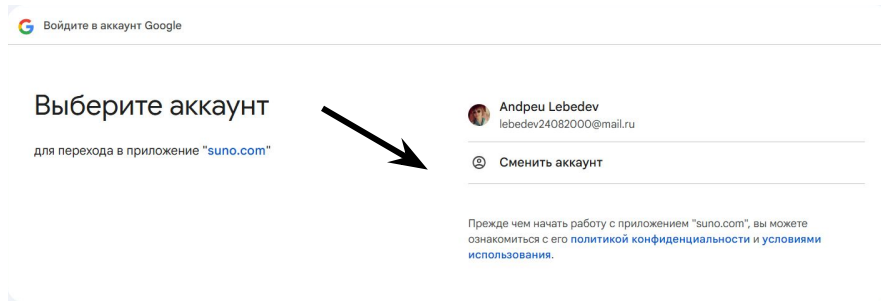 Войдите в аккаунт Google
Выберите аккаунт
для перехода в приложение "suno.com"
Andpeu Lebedev
lebedev24082000@mail.ru
Сменить аккаунт
Прежде чем начать работу с приложением "suno.com", вы можете
ознакомиться с его политикой конфиденциальности и условиями
использования.